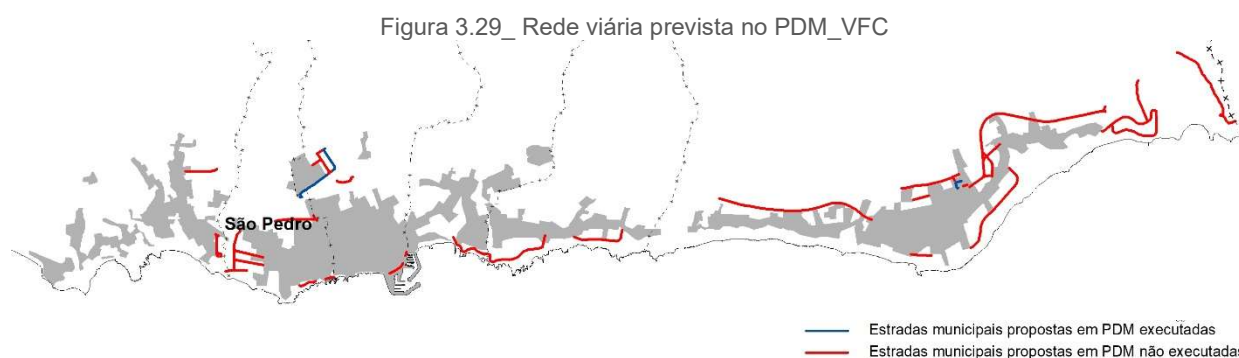 Figura 3.29_ Rede viária prevista no PDM_VFC
São Pedro
Estradas municipais propostas em PDM executadas
Estradas municipais propostas em PDM não executadas